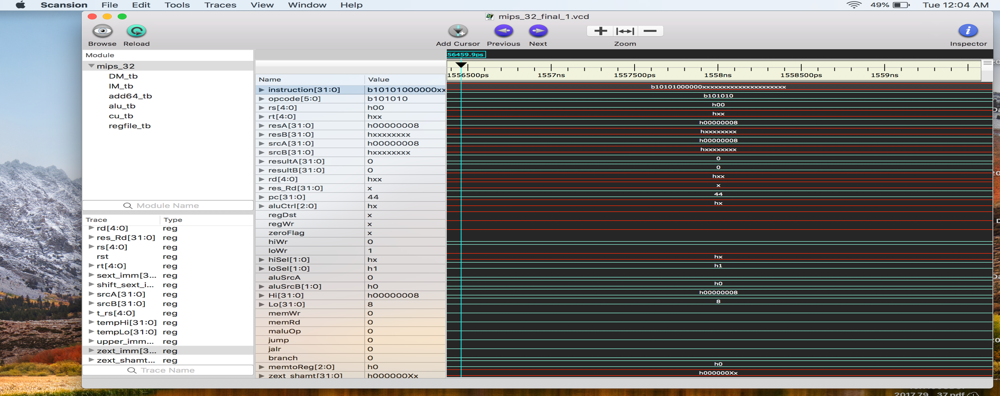 Scansion File Edit Tools Traces View Window Help 49% Tue 12:04 AM
mips_32_final_1.vcd
Browse Reload Add Cursor Previous Next Zoom Inspector
Module
mips_32
DM_tb
IM_tb
add64_tb
alu_tb
cu_tb
regfile_tb
Module Name
Trace Type
rd[4:0] reg
res_Rd[31:0] reg
rs[4:0] reg
rst reg
rt[4:0] reg
sext_imm[3... reg
shift_sext_i... reg
srcA[31:0] reg
srcB[31:0] reg
t_rs[4:0] reg
tempHi[31:0] reg
tempLo[31:0] reg
upper_imm... reg
zext_imm[3... reg
zext_shamt... reg
Trace Name
56459.9ps
1556500ps 1557ns 1557500ps 1558ns 1558500ps 1559ns
Name Value
instruction[31:0] b10101000000xx b10101000000xxxxxxxxxxxxxxxxxxxxx
opcode[5:0] b101010 b101010
rs[4:0] h00 h00
rt[4:0] hxx hxx
resA[31:0] h00000008 h00000008
resB[31:0] hxxxxxxxx hxxxxxxxx
srcA[31:0] h00000008 h00000008
srcB[31:0] hxxxxxxxx hxxxxxxxx
resultA[31:0] 0 0
resultB[31:0] 0 0
rd[4:0] hxx hxx
res_Rd[31:0] x x
pc[31:0] 44 44
aluCtrl[2:0] hx hx
regDst x
regWr x
zeroFlag x
hiWr 0
loWr 1
hiSel[1:0] hx hx
loSel[1:0] h1 h1
aluSrcA 0
aluSrcB[1:0] h0 h0
Hi[31:0] h00000008 h00000008
Lo[31:0] 8 8
memWr 0
memRd 0
maluOp 0
jump 0
jalr 0
branch 0
memtoReg[2:0] h0 h0
zext_shamt[31:0] h000000Xx h000000Xx